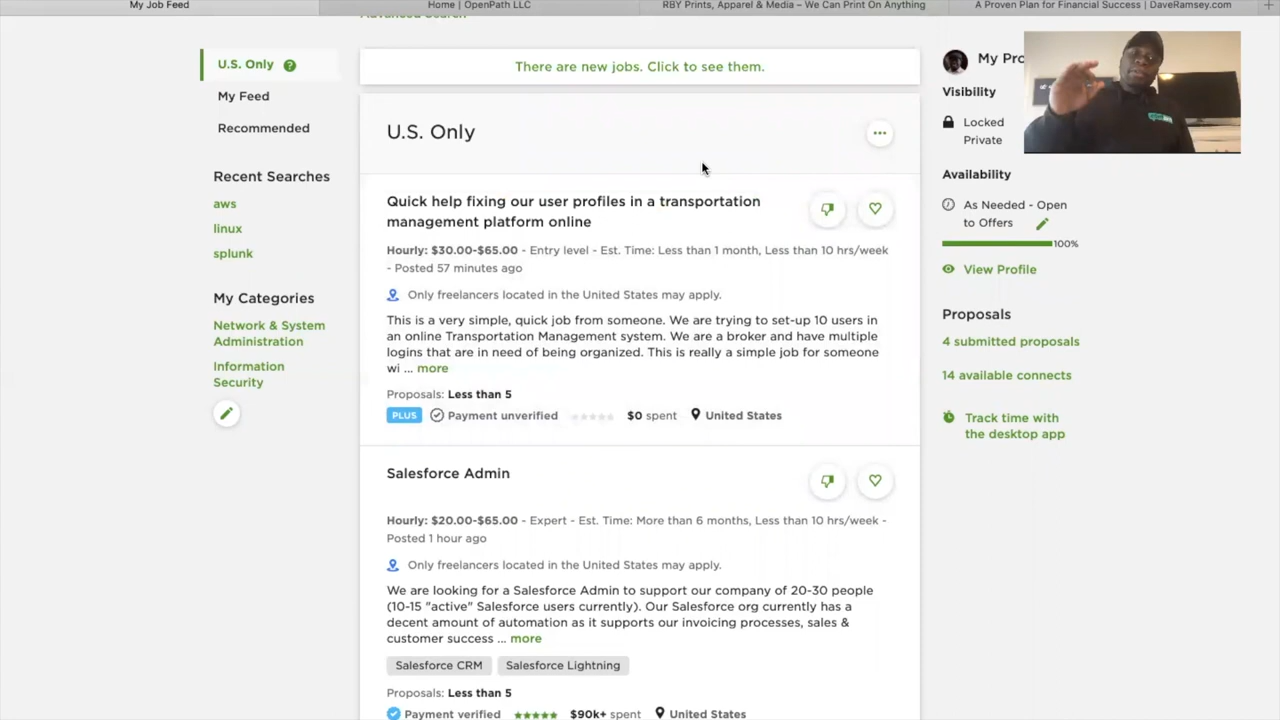 My Job Feed
Home | OpenPath LLC
RBY Prints, Apparel & Media – We Can Print On Anything
A Proven Plan for Financial Success | DaveRamsey.com
Advanced Search
U.S. Only
My Feed
Recommended
Recent Searches
aws
linux
splunk
My Categories
Network & System
Administration
Information
Security
There are new jobs. Click to see them.
U.S. Only
Quick help fixing our user profiles in a transportation
management platform online
Hourly: $30.00-$65.00 - Entry level - Est. Time: Less than 1 month, Less than 10 hrs/week
- Posted 57 minutes ago
Only freelancers located in the United States may apply.
This is a very simple, quick job from someone. We are trying to set-up 10 users in
an online Transportation Management system. We are a broker and have multiple
logins that are in need of being organized. This is really a simple job for someone
wi ... more
Proposals: Less than 5
PLUS Payment unverified $0 spent United States
Salesforce Admin
Hourly: $20.00-$65.00 - Expert - Est. Time: More than 6 months, Less than 10 hrs/week -
Posted 1 hour ago
Only freelancers located in the United States may apply.
We are looking for a Salesforce Admin to support our company of 20-30 people
(10-15 "active" Salesforce users currently). Our Salesforce org currently has a
decent amount of automation as it supports our invoicing processes, sales &
customer success ... more
Salesforce CRM Salesforce Lightning
Proposals: Less than 5
Payment verified $90k+ spent United States
My Pro
Visibility
Locked
Private
Availability
As Needed - Open
to Offers
100%
View Profile
Proposals
4 submitted proposals
14 available connects
Track time with
the desktop app